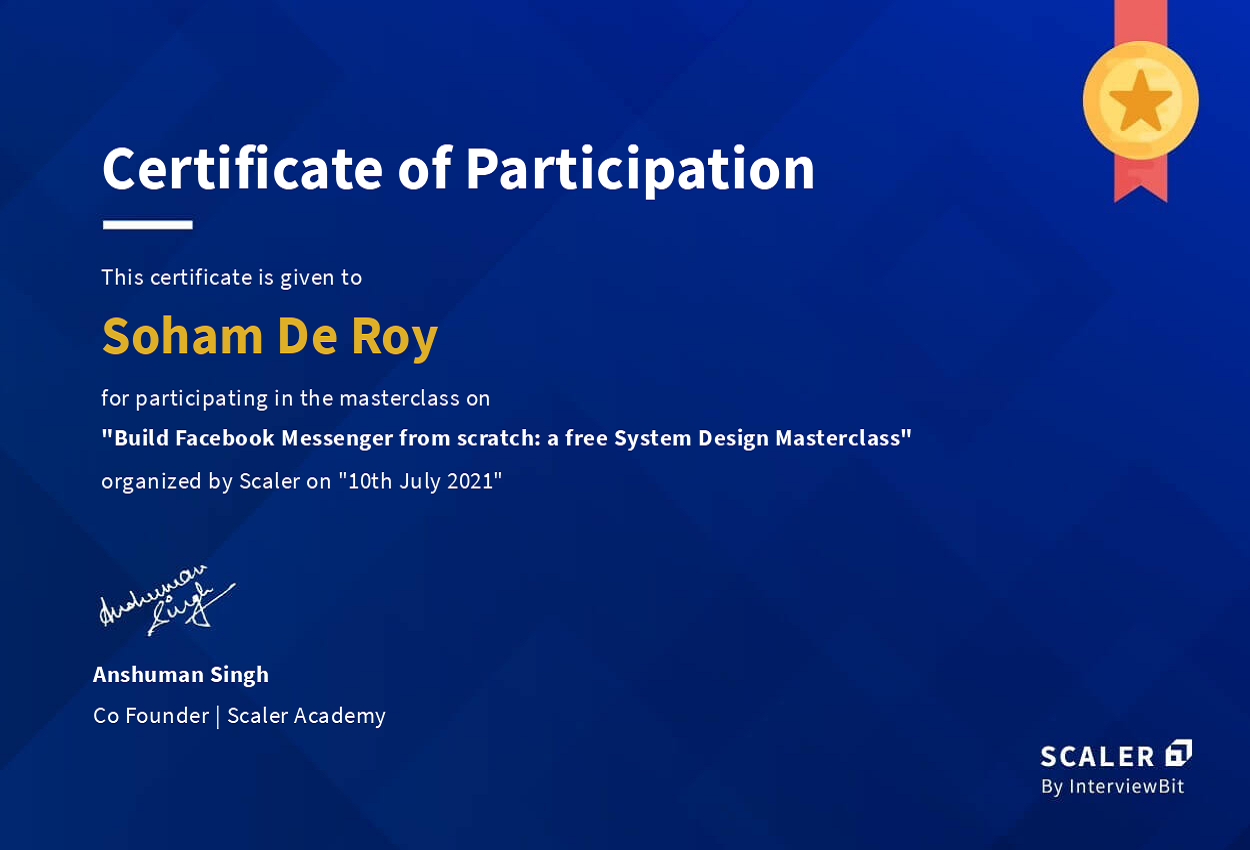 Certificate of Participation
This certificate is given to
Soham De Roy
for participating in the masterclass on
"Build Facebook Messenger from scratch: a free System Design Masterclass"
organized by Scaler on "10th July 2021"
Anshuman
Singh
Anshuman Singh
Co Founder | Scaler Academy
SCALER
By InterviewBit